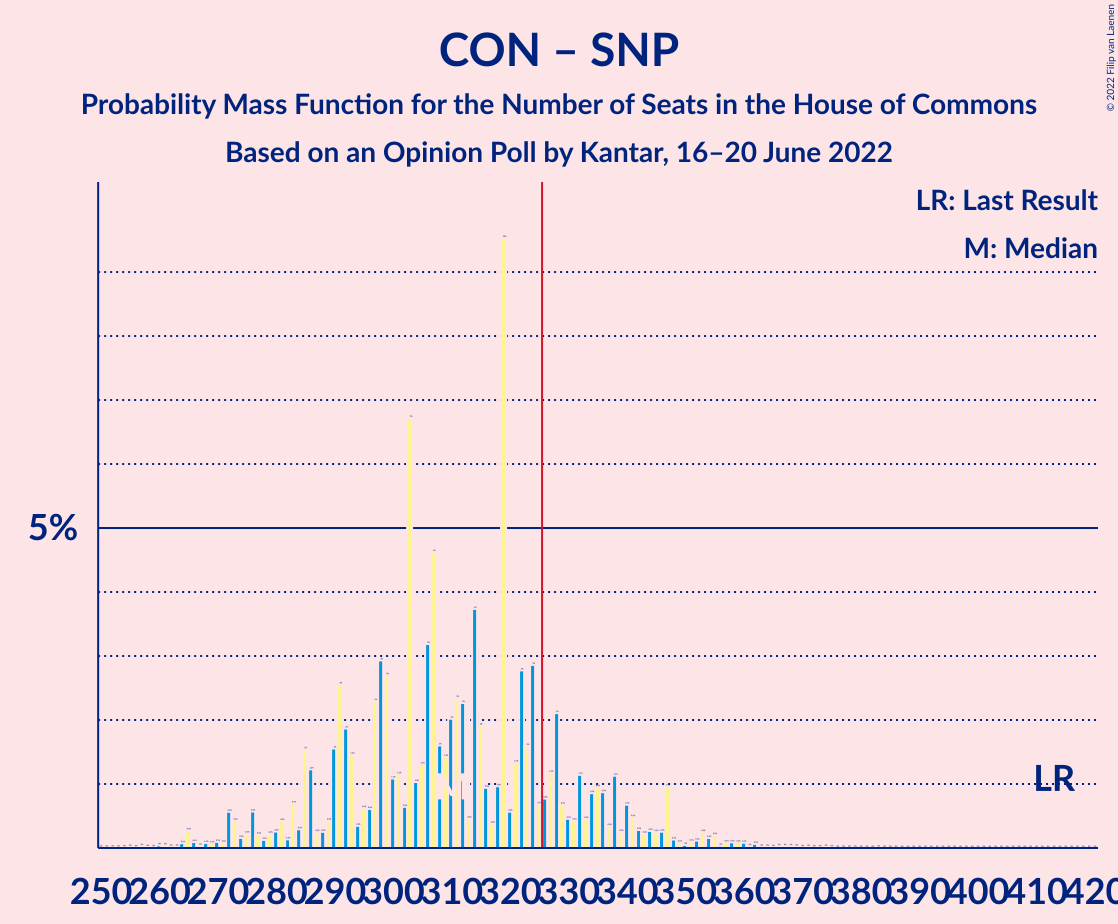 CON – SNP
Probability Mass Function for the Number of Seats in the House of Commons
Based on an Opinion Poll by Kantar, 16–20 June 2022
© 2022 Filip van Laenen
LR: Last Result
M: Median
5%
M
LR
250 260 270 280 290 300 310 320 330 340 350 360 370 380 390 400 410 420